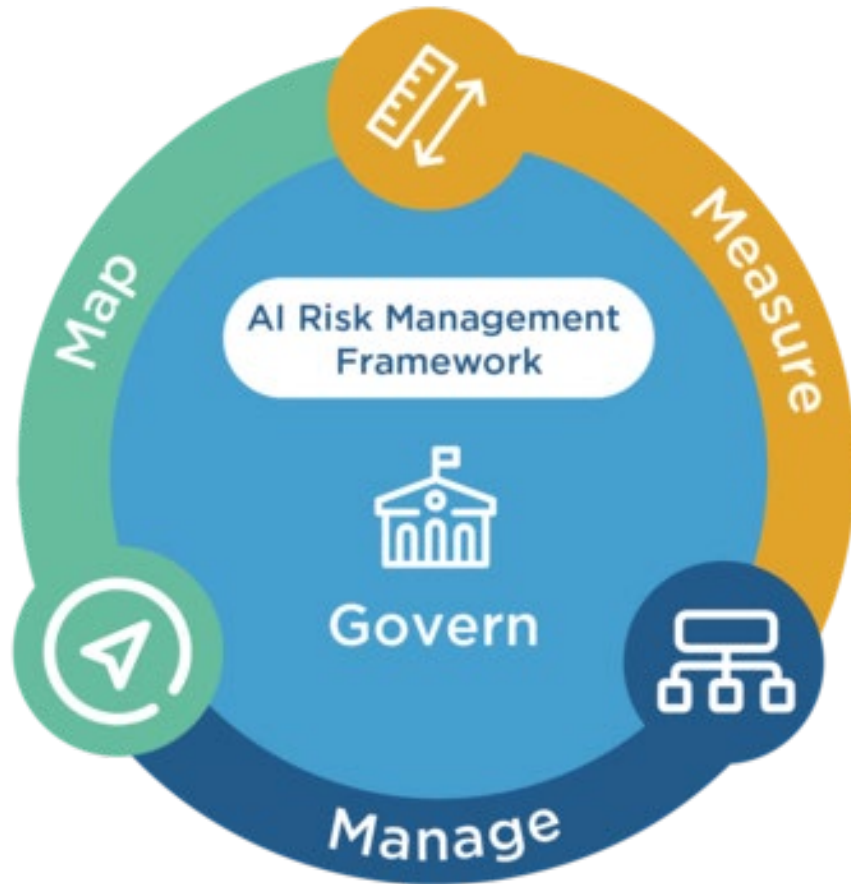 Map
Measure
AI Risk Management
Framework
Govern
Manage